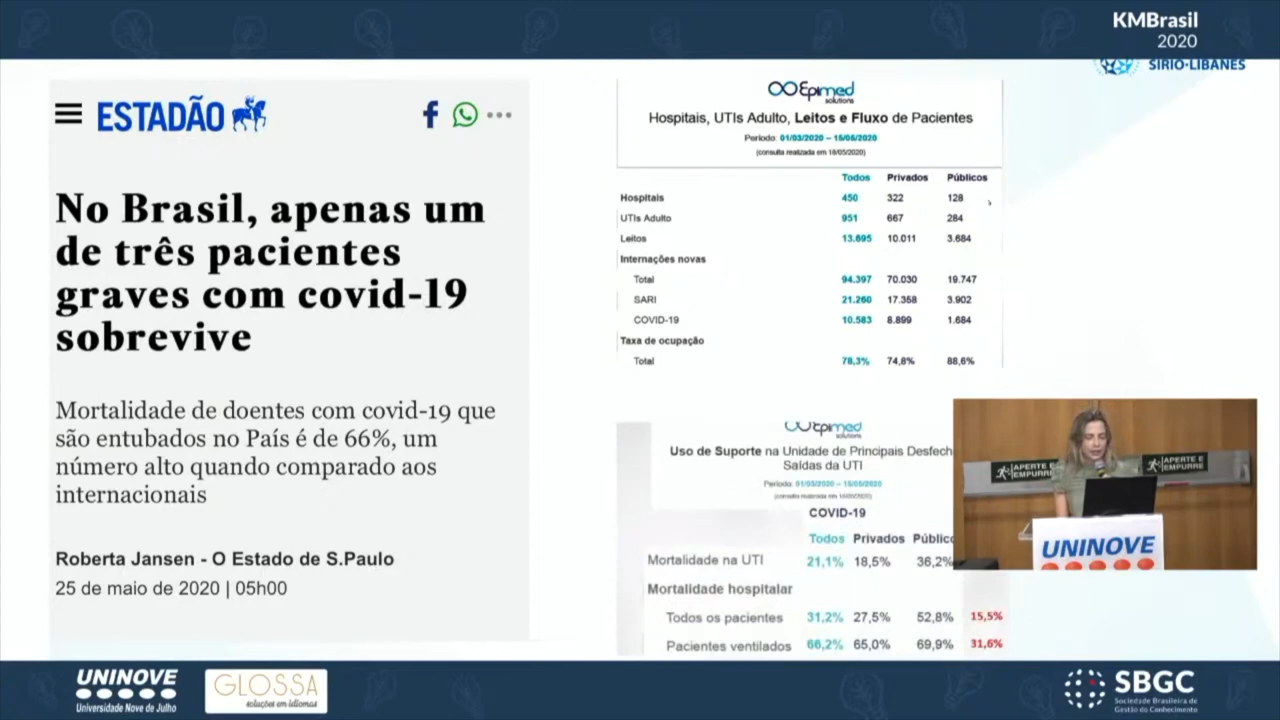 KMBrasil
2020
SÍRIO-LIBANÊS
ESTADÃO
No Brasil, apenas um
de três pacientes
graves com covid-19
sobrevive
Mortalidade de doentes com covid-19 que
são entubados no País é de 66%, um
número alto quando comparado aos
internacionais
Roberta Jansen - O Estado de S.Paulo
25 de maio de 2020 | 05h00
Epimed
solutions
Hospitais, UTIs Adulto, Leitos e Fluxo de Pacientes
Período: 01/03/2020 – 15/05/2020
(consulta realizada em 16/05/2020)
Todos Privados Públicos
Hospitais 450 322 128
UTIs Adulto 951 667 284
Leitos 13.695 10.011 3.684
Internações novas
Total 94.397 70.030 19.747
SARI 21.260 17.358 3.902
COVID-19 10.583 8.899 1.684
Taxa de ocupação
Total 78,3% 74,8% 88,6%
Epimed
solutions
Uso de Suporte na Unidade de Principais Desfech
Saídas da UTI
Período: 01/03/2020 – 15/05/2020
(consulta realizada em 16/05/2020)
COVID-19
Todos Privados Públic
Mortalidade na UTI 21,1% 18,5% 36,2%
Mortalidade hospitalar
Todos os pacientes 31,2% 27,5% 52,8% 15,5%
Pacientes ventilados 66,2% 65,0% 69,9% 31,6%
APERTE E
EMPURRE
APERTE E
EMPURRE
UNINOVE
UNINOVE
Universidade Nove de Julho
GLOSSA
soluções em idiomas
SBGC
Sociedade Brasileira de
Gestão do Conhecimento